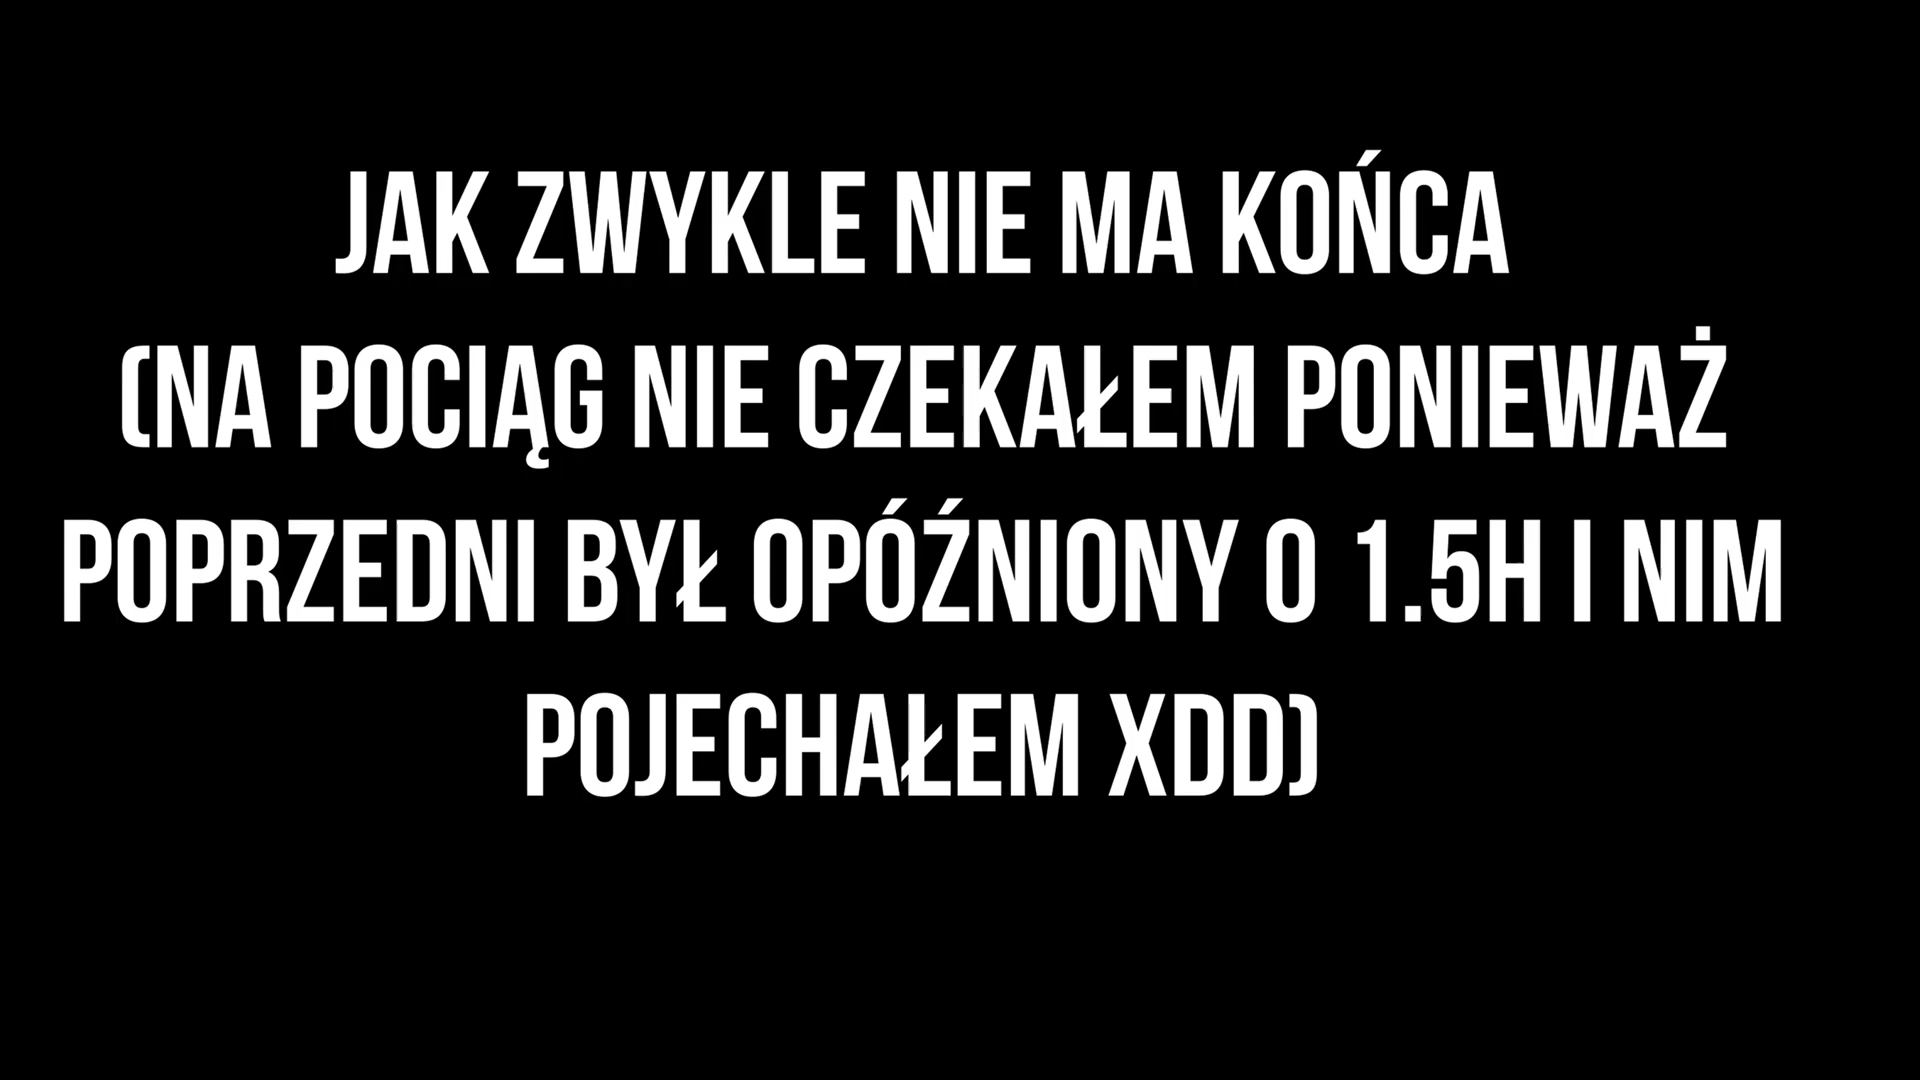 JAK ZWYKLE NIE MA KOŃCA
(NA POCIĄG NIE CZEKAŁEM PONIEWAŻ
POPRZEDNI BYŁ OPÓŹNIONY O 1.5H I NIM
POJECHAŁEM XDD)